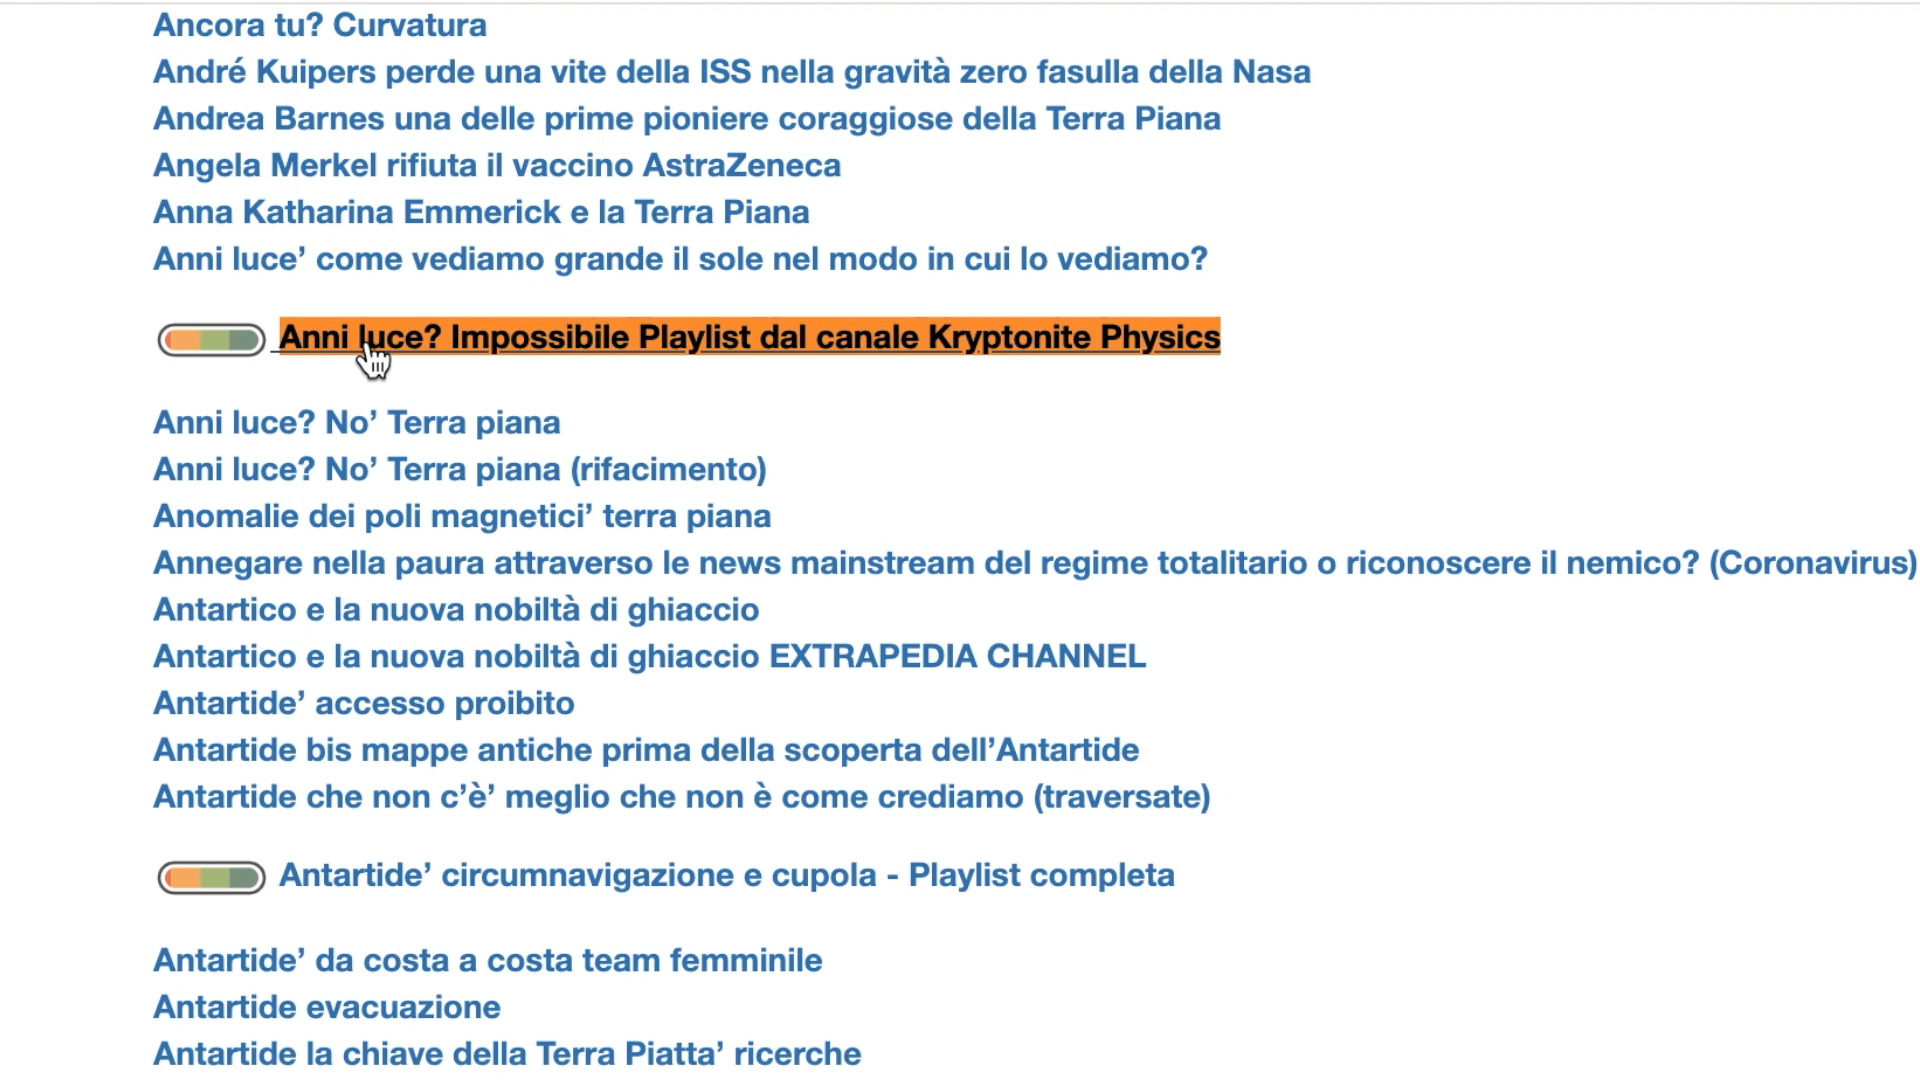 Ancora tu? Curvatura
André Kuipers perde una vite della ISS nella gravità zero fasulla della Nasa
Andrea Barnes una delle prime pioniere coraggiose della Terra Piana
Angela Merkel rifiuta il vaccino AstraZeneca
Anna Katharina Emmerick e la Terra Piana
Anni luce’ come vediamo grande il sole nel modo in cui lo vediamo?
Anni luce? Impossibile Playlist dal canale Kryptonite Physics
Anni luce? No’ Terra piana
Anni luce? No’ Terra piana (rifacimento)
Anomalie dei poli magnetici’ terra piana
Annegare nella paura attraverso le news mainstream del regime totalitario o riconoscere il nemico? (Coronavirus)
Antartico e la nuova nobiltà di ghiaccio
Antartico e la nuova nobiltà di ghiaccio EXTRAPEDIA CHANNEL
Antartide’ accesso proibito
Antartide bis mappe antiche prima della scoperta dell’Antartide
Antartide che non c’è’ meglio che non è come crediamo (traversate)
Antartide’ circumnavigazione e cupola - Playlist completa
Antartide’ da costa a costa team femminile
Antartide evacuazione
Antartide la chiave della Terra Piatta’ ricerche